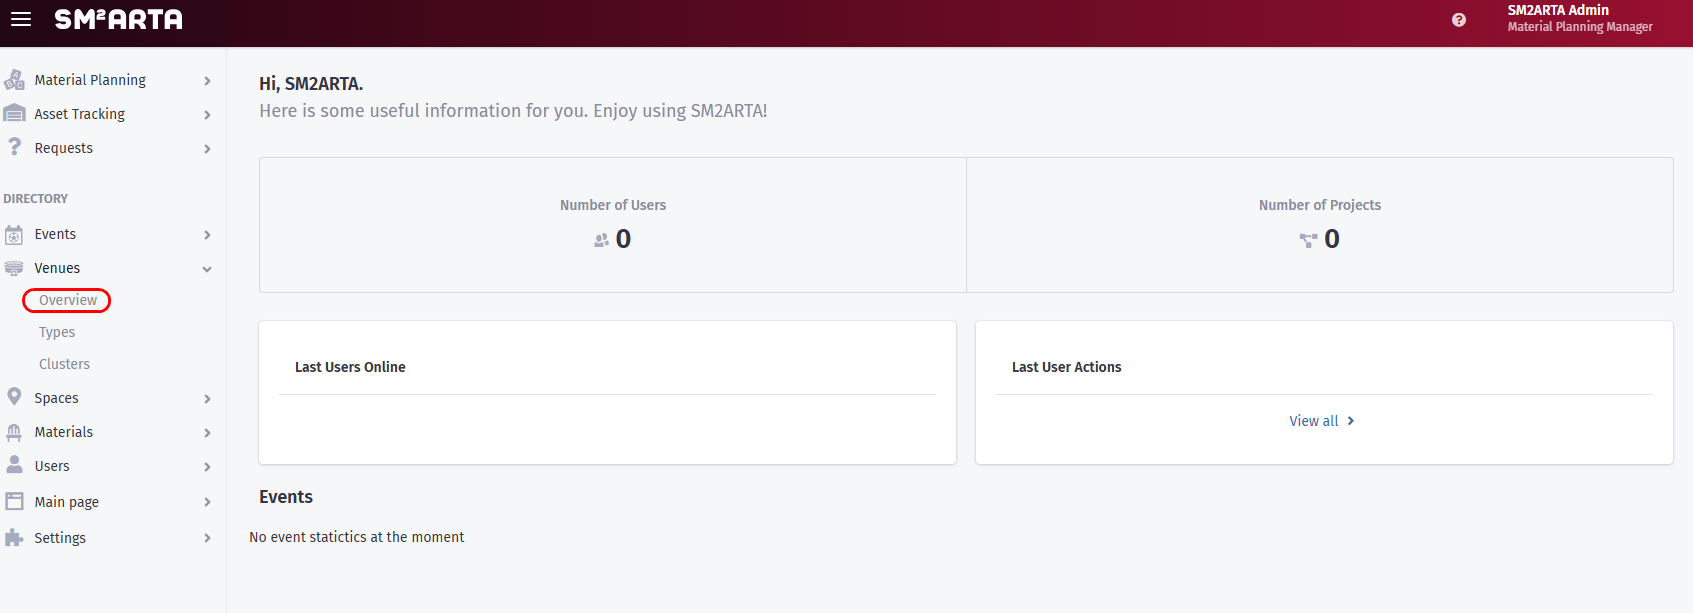 SM²ARTA
?
SM2ARTA Admin
Material Planning Manager
Material Planning
Asset Tracking
Requests
DIRECTORY
Events
Venues
Overview
Types
Clusters
Spaces
Materials
Users
Main page
Settings
Hi, SM2ARTA.
Here is some useful information for you. Enjoy using SM2ARTA!
Number of Users
0
Number of Projects
0
Last Users Online
Last User Actions
View all
Events
No event statictics at the moment